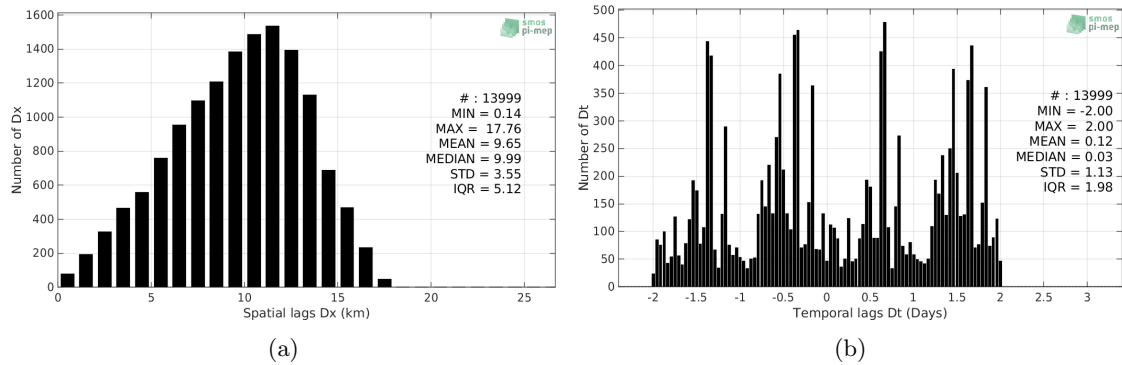 smos
pi-mep
1600
1400
1200
1000
800
600
400
200
0
Number of Dx
# : 13999
MIN = 0.14
MAX = 17.76
MEAN = 9.65
MEDIAN = 9.99
STD = 3.55
IQR = 5.12
0 5 10 15 20 25
Spatial lags Dx (km)
(a)
smos
pi-mep
500
450
400
350
300
250
200
150
100
50
0
Number of Dt
# : 13999
MIN = -2.00
MAX = 2.00
MEAN = 0.12
MEDIAN = 0.03
STD = 1.13
IQR = 1.98
-2 -1.5 -1 -0.5 0 0.5 1 1.5 2 2.5 3
Temporal lags Dt (Days)
(b)